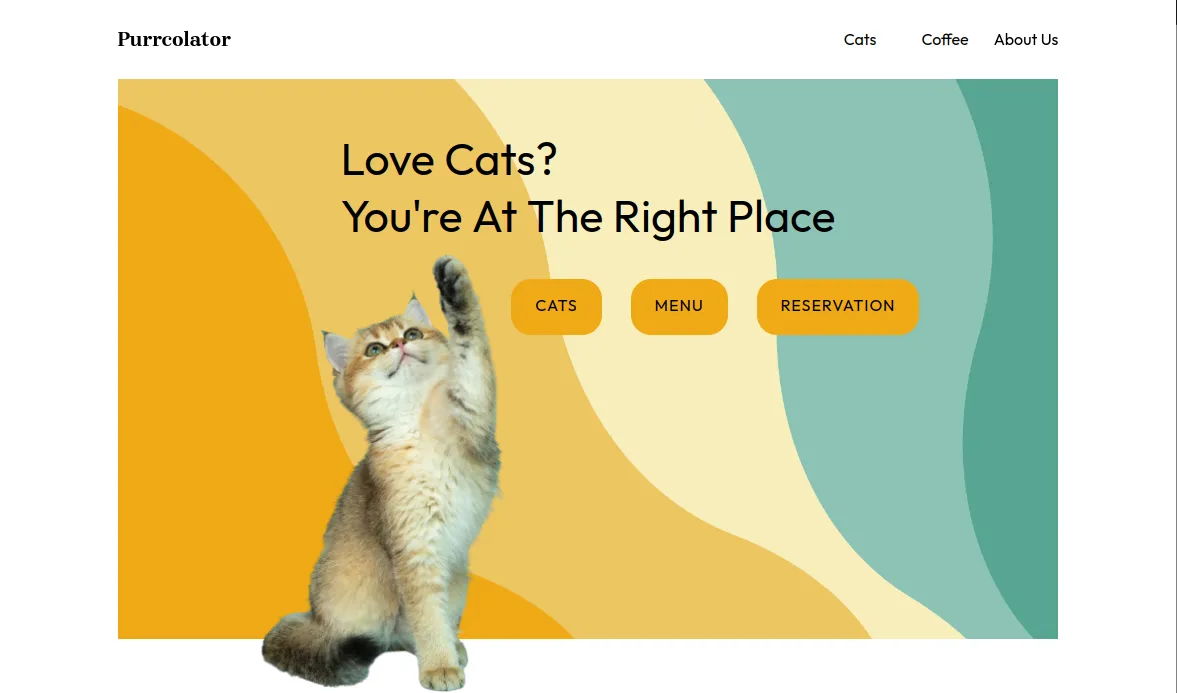 Purrcolator
Cats Coffee About Us
Love Cats?
You're At The Right Place
CATS MENU RESERVATION